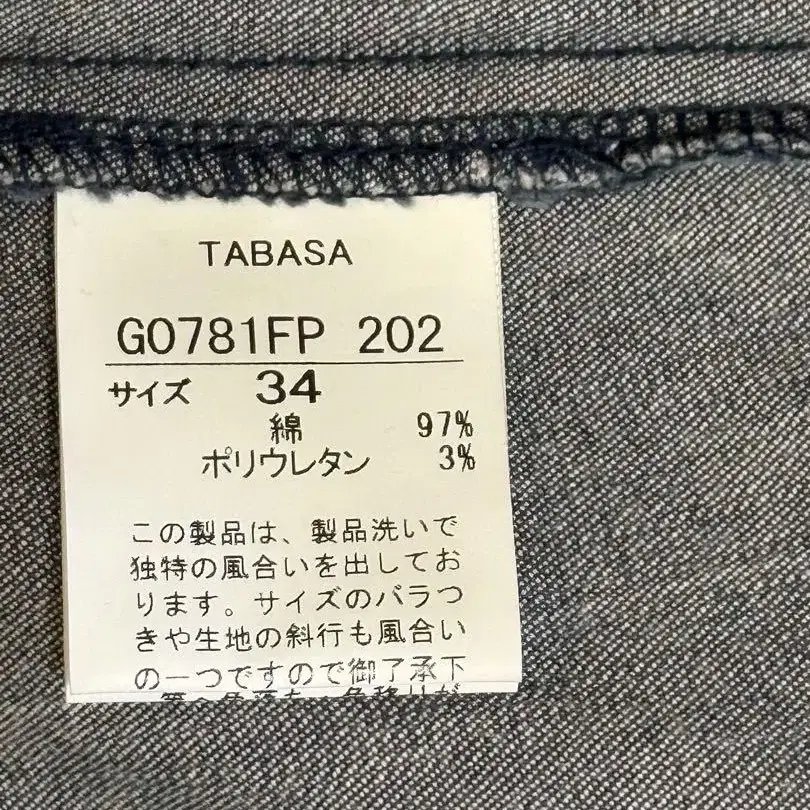 TABASA
G0781FP 202
サイズ 34
綿 97%
ポリウレタン 3%
この製品は、製品洗いで
独特の風合いを出してお
ります。サイズのバラつ
きや生地の斜行も風合い
の一つですので御了承下